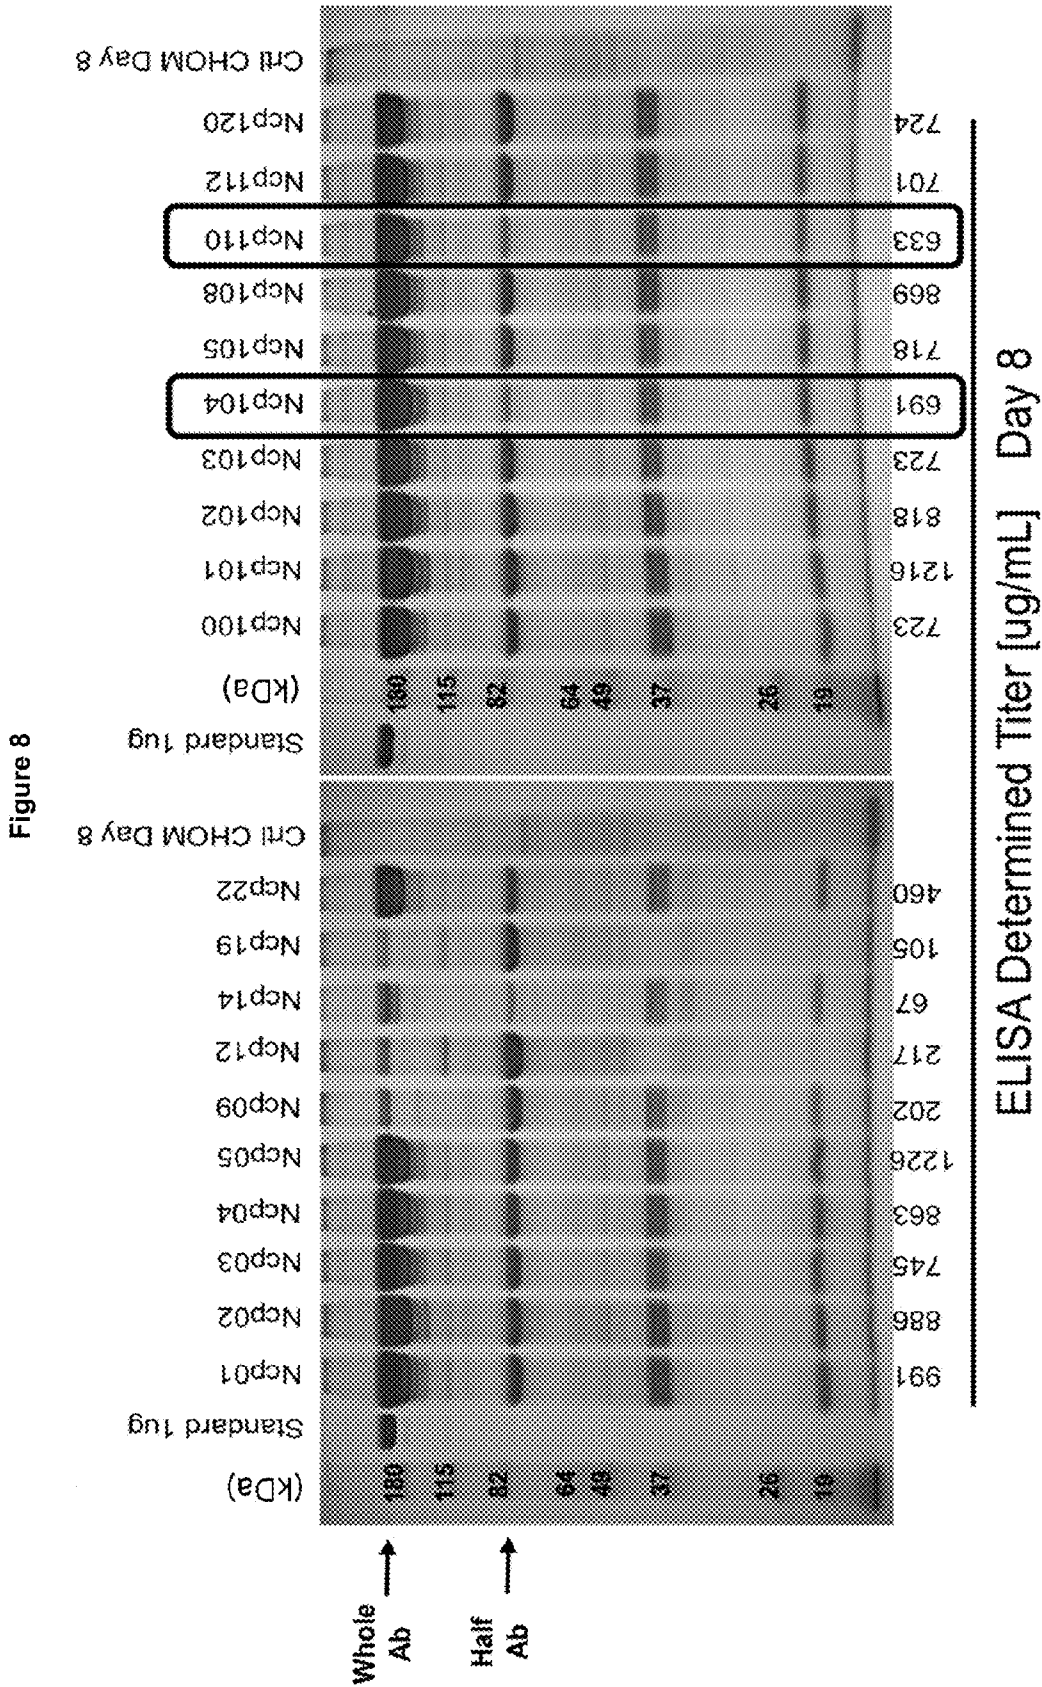 Figure 8
(kDa)
Standard 1ug
Ncp01
Ncp02
Ncp03
Ncp04
Ncp05
Ncp09
Ncp12
Ncp14
Ncp19
Ncp22
Crtl CHOM Day 8
Standard 1ug
(kDa)
Ncp100
Ncp101
Ncp102
Ncp103
Ncp104
Ncp105
Ncp108
Ncp110
Ncp112
Ncp120
Crtl CHOM Day 8
Whole
Ab
Half
Ab
180
115
82
64
49
37
26
19
180
115
82
64
49
37
26
19
991
886
745
863
1226
202
217
67
105
460
723
1216
818
723
691
718
869
633
701
724
ELISA Determined Titer [ug/mL] Day 8